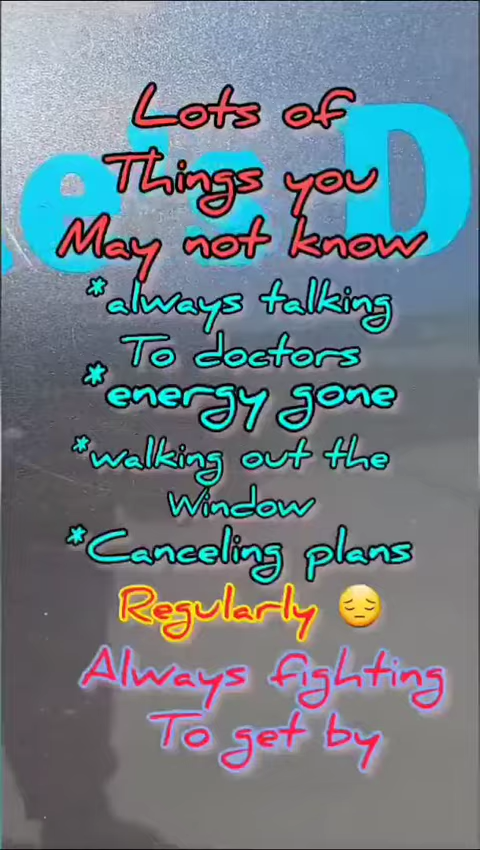 Lots of
Things you
May not know
*always talking
To doctors
*energy gone
*walking out the
Window
*Canceling plans
Regularly 😔
Always fighting
To get by
e's D